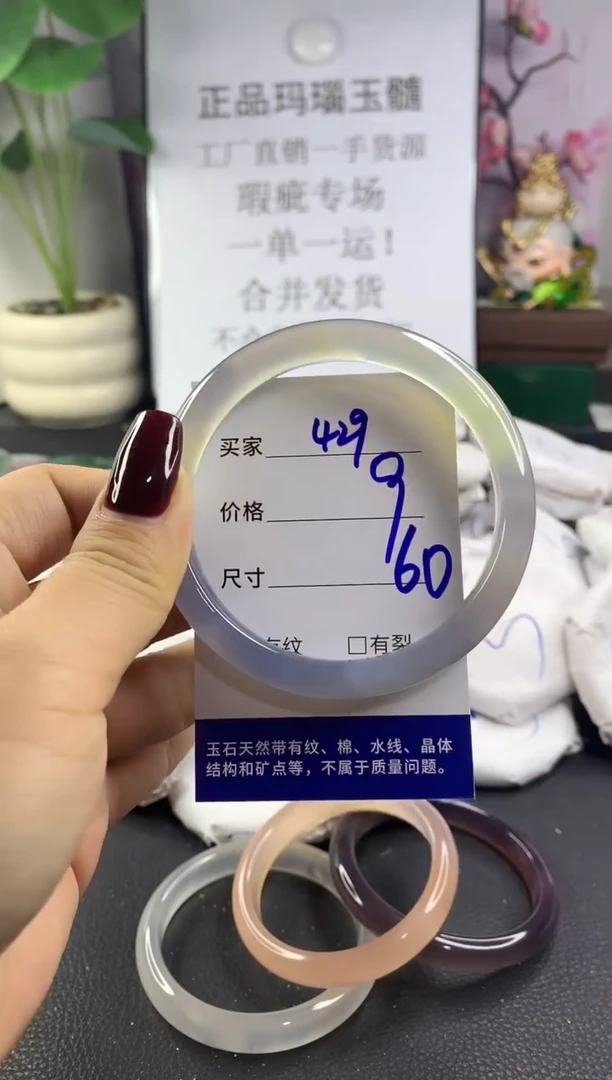 正品玛瑙玉髓
工厂直销一手货源
瑕疵专场
一单一运!
合并发货
买家 429
价格 9
尺寸 60
有纹 □有裂
玉石天然带有纹、棉、水线、晶体
结构和矿点等，不属于质量问题。